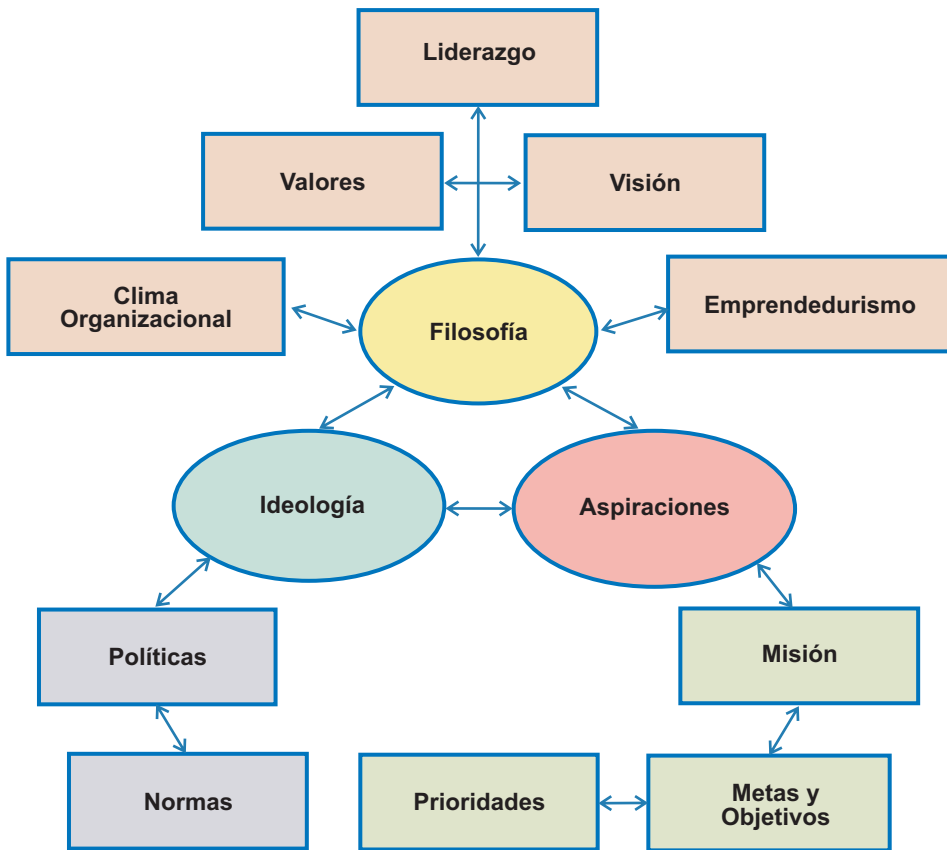 Liderazgo
Valores
Visión
Clima
Organizacional
Emprendedurismo
Filosofía
Ideología
Aspiraciones
Políticas
Misión
Normas
Prioridades
Metas y
Objetivos